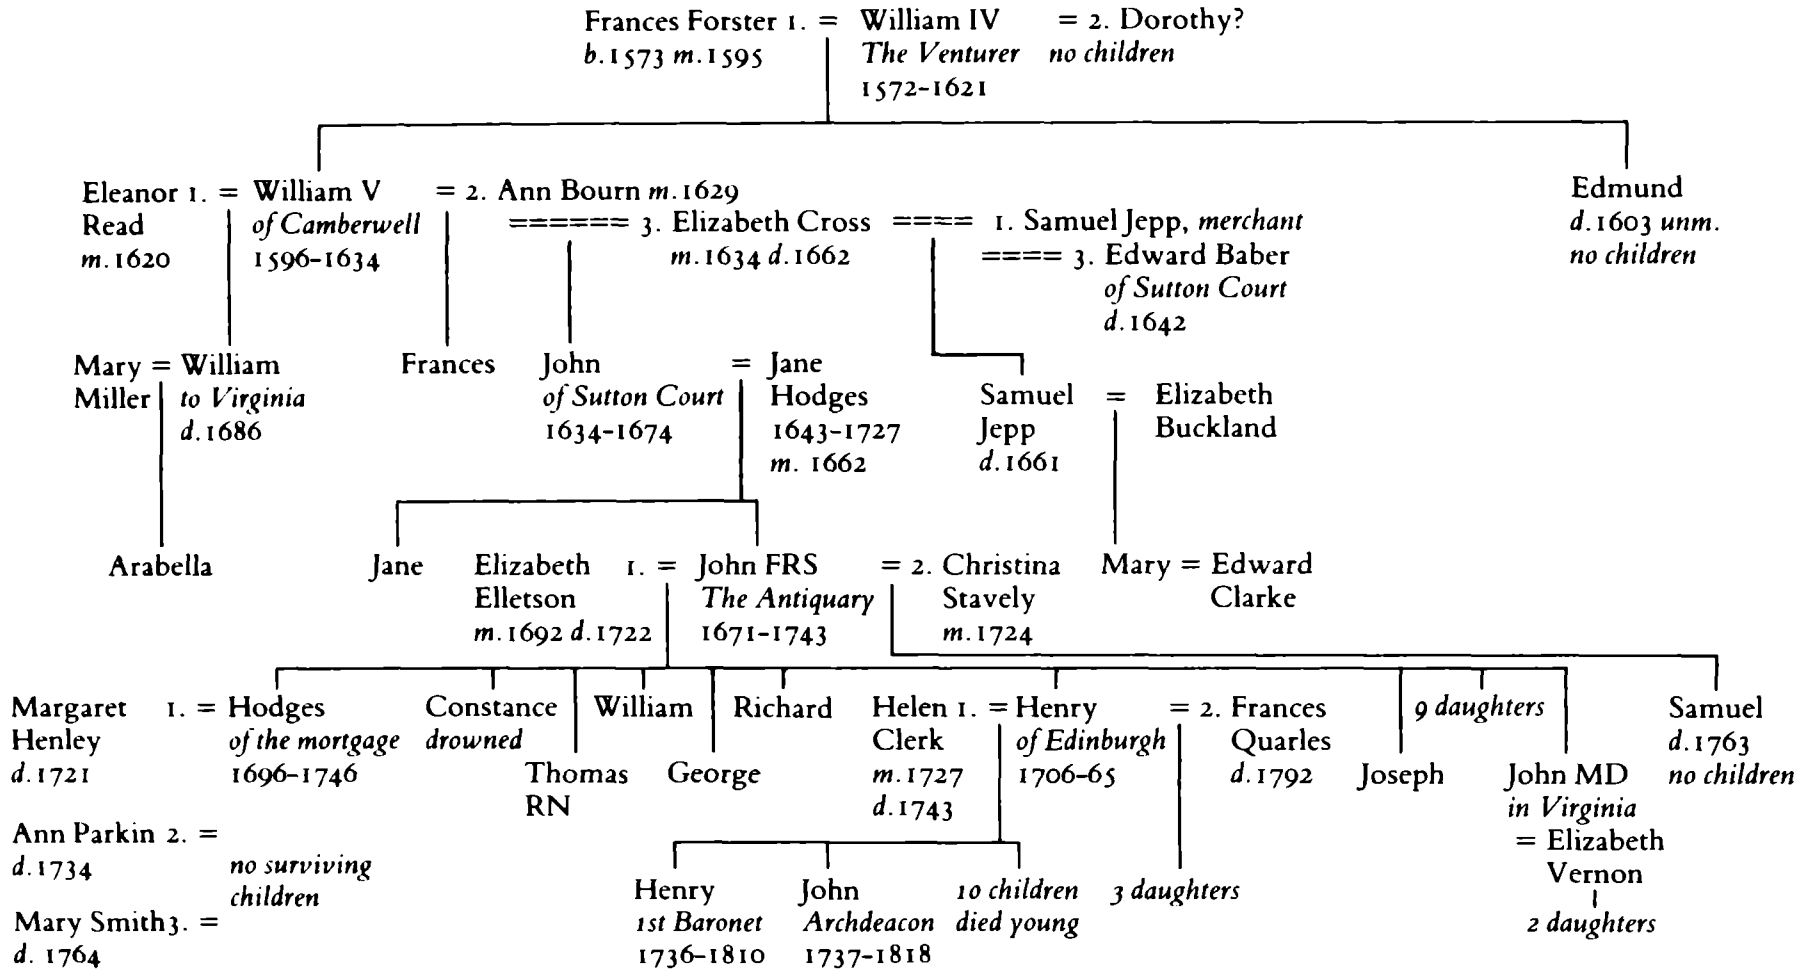 Frances Forster 1. = William IV = 2. Dorothy?
b. 1573 m. 1595 The Venturer no children
1572-1621
Eleanor 1. = William V = 2. Ann Bourn m. 1629 Edmund
Read of Camberwell ====== 3. Elizabeth Cross ==== 1. Samuel Jepp, merchant d. 1603 unm.
m. 1620 1596-1634 m. 1634 d. 1662 ==== 3. Edward Baber no children
of Sutton Court
d. 1642
Mary = William Frances John = Jane
Miller to Virginia of Sutton Court Hodges Samuel = Elizabeth
d. 1686 1634-1674 1643-1727 Jepp Buckland
m. 1662 d. 1661
Arabella Jane Elizabeth 1. = John FRS = 2. Christina Mary = Edward
Elletson The Antiquary Stavely Clarke
m. 1692 d. 1722 1671-1743 m. 1724
Margaret 1. = Hodges Constance William Richard Helen 1. = Henry = 2. Frances 9 daughters Samuel
Henley of the mortgage drowned Clerk of Edinburgh Quarles d. 1763
d. 1721 1696-1746 Thomas George m. 1727 1706-65 d. 1792 Joseph John MD no children
RN d. 1743 in Virginia
Ann Parkin 2. = = Elizabeth
d. 1734 no surviving Vernon
children Henry John 10 children 3 daughters
Mary Smith 3. = 1st Baronet Archdeacon died young 2 daughters
d. 1764 1736-1810 1737-1818